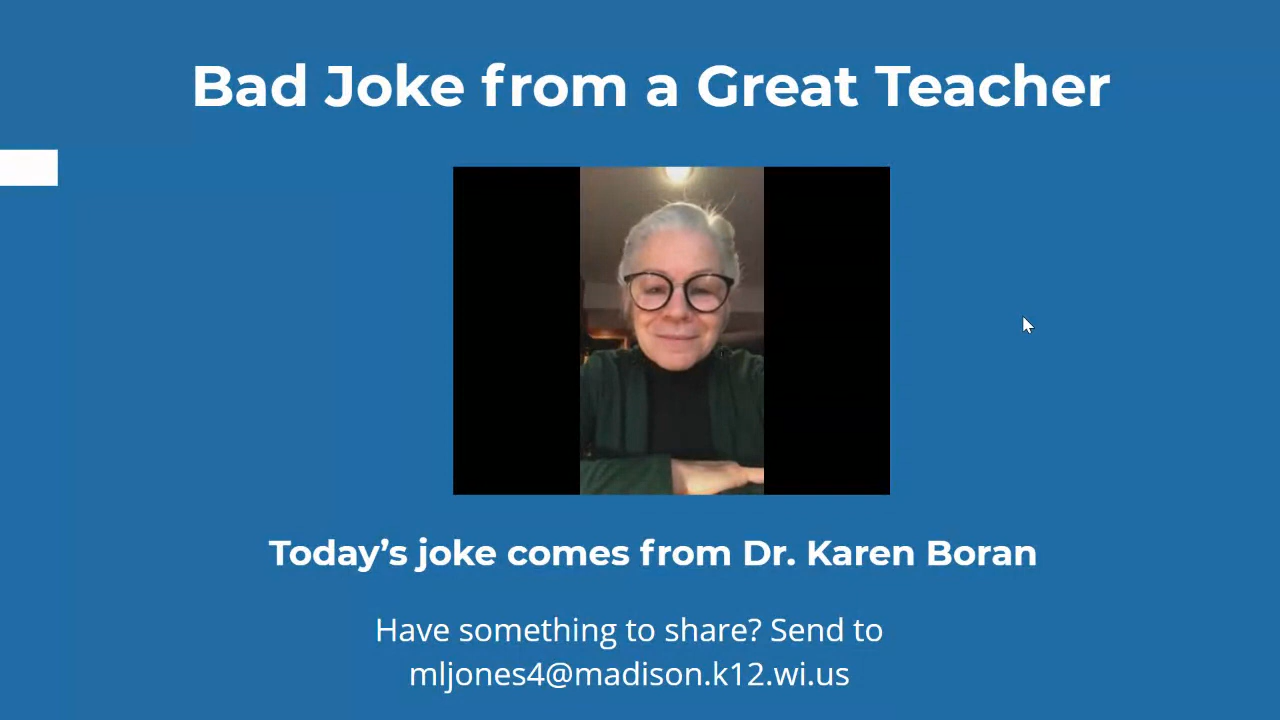 Bad Joke from a Great Teacher
Today’s joke comes from Dr. Karen Boran
Have something to share? Send to
mljones4@madison.k12.wi.us